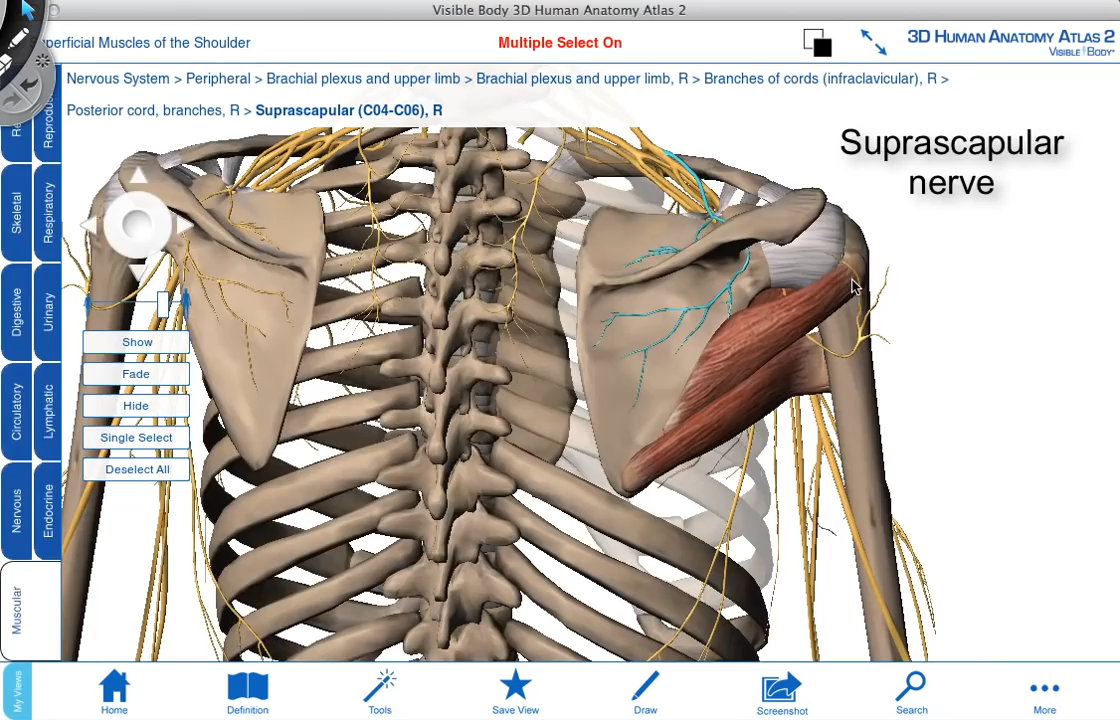 Visible Body 3D Human Anatomy Atlas 2
perficial Muscles of the Shoulder
Multiple Select On
3D HUMAN ANATOMY ATLAS 2
VISIBLE BODY
Nervous System > Peripheral > Brachial plexus and upper limb > Brachial plexus and upper limb, R > Branches of cords (infraclavicular), R >
Posterior cord, branches, R > Suprascapular (C04-C06), R
Suprascapular
nerve
Re
Reproduc
Skeletal
Respiratory
Digestive
Urinary
Circulatory
Lymphatic
Nervous
Endocrine
Muscular
My Views
Show
Fade
Hide
Single Select
Deselect All
Home
Definition
Tools
Save View
Draw
Screenshot
Search
More